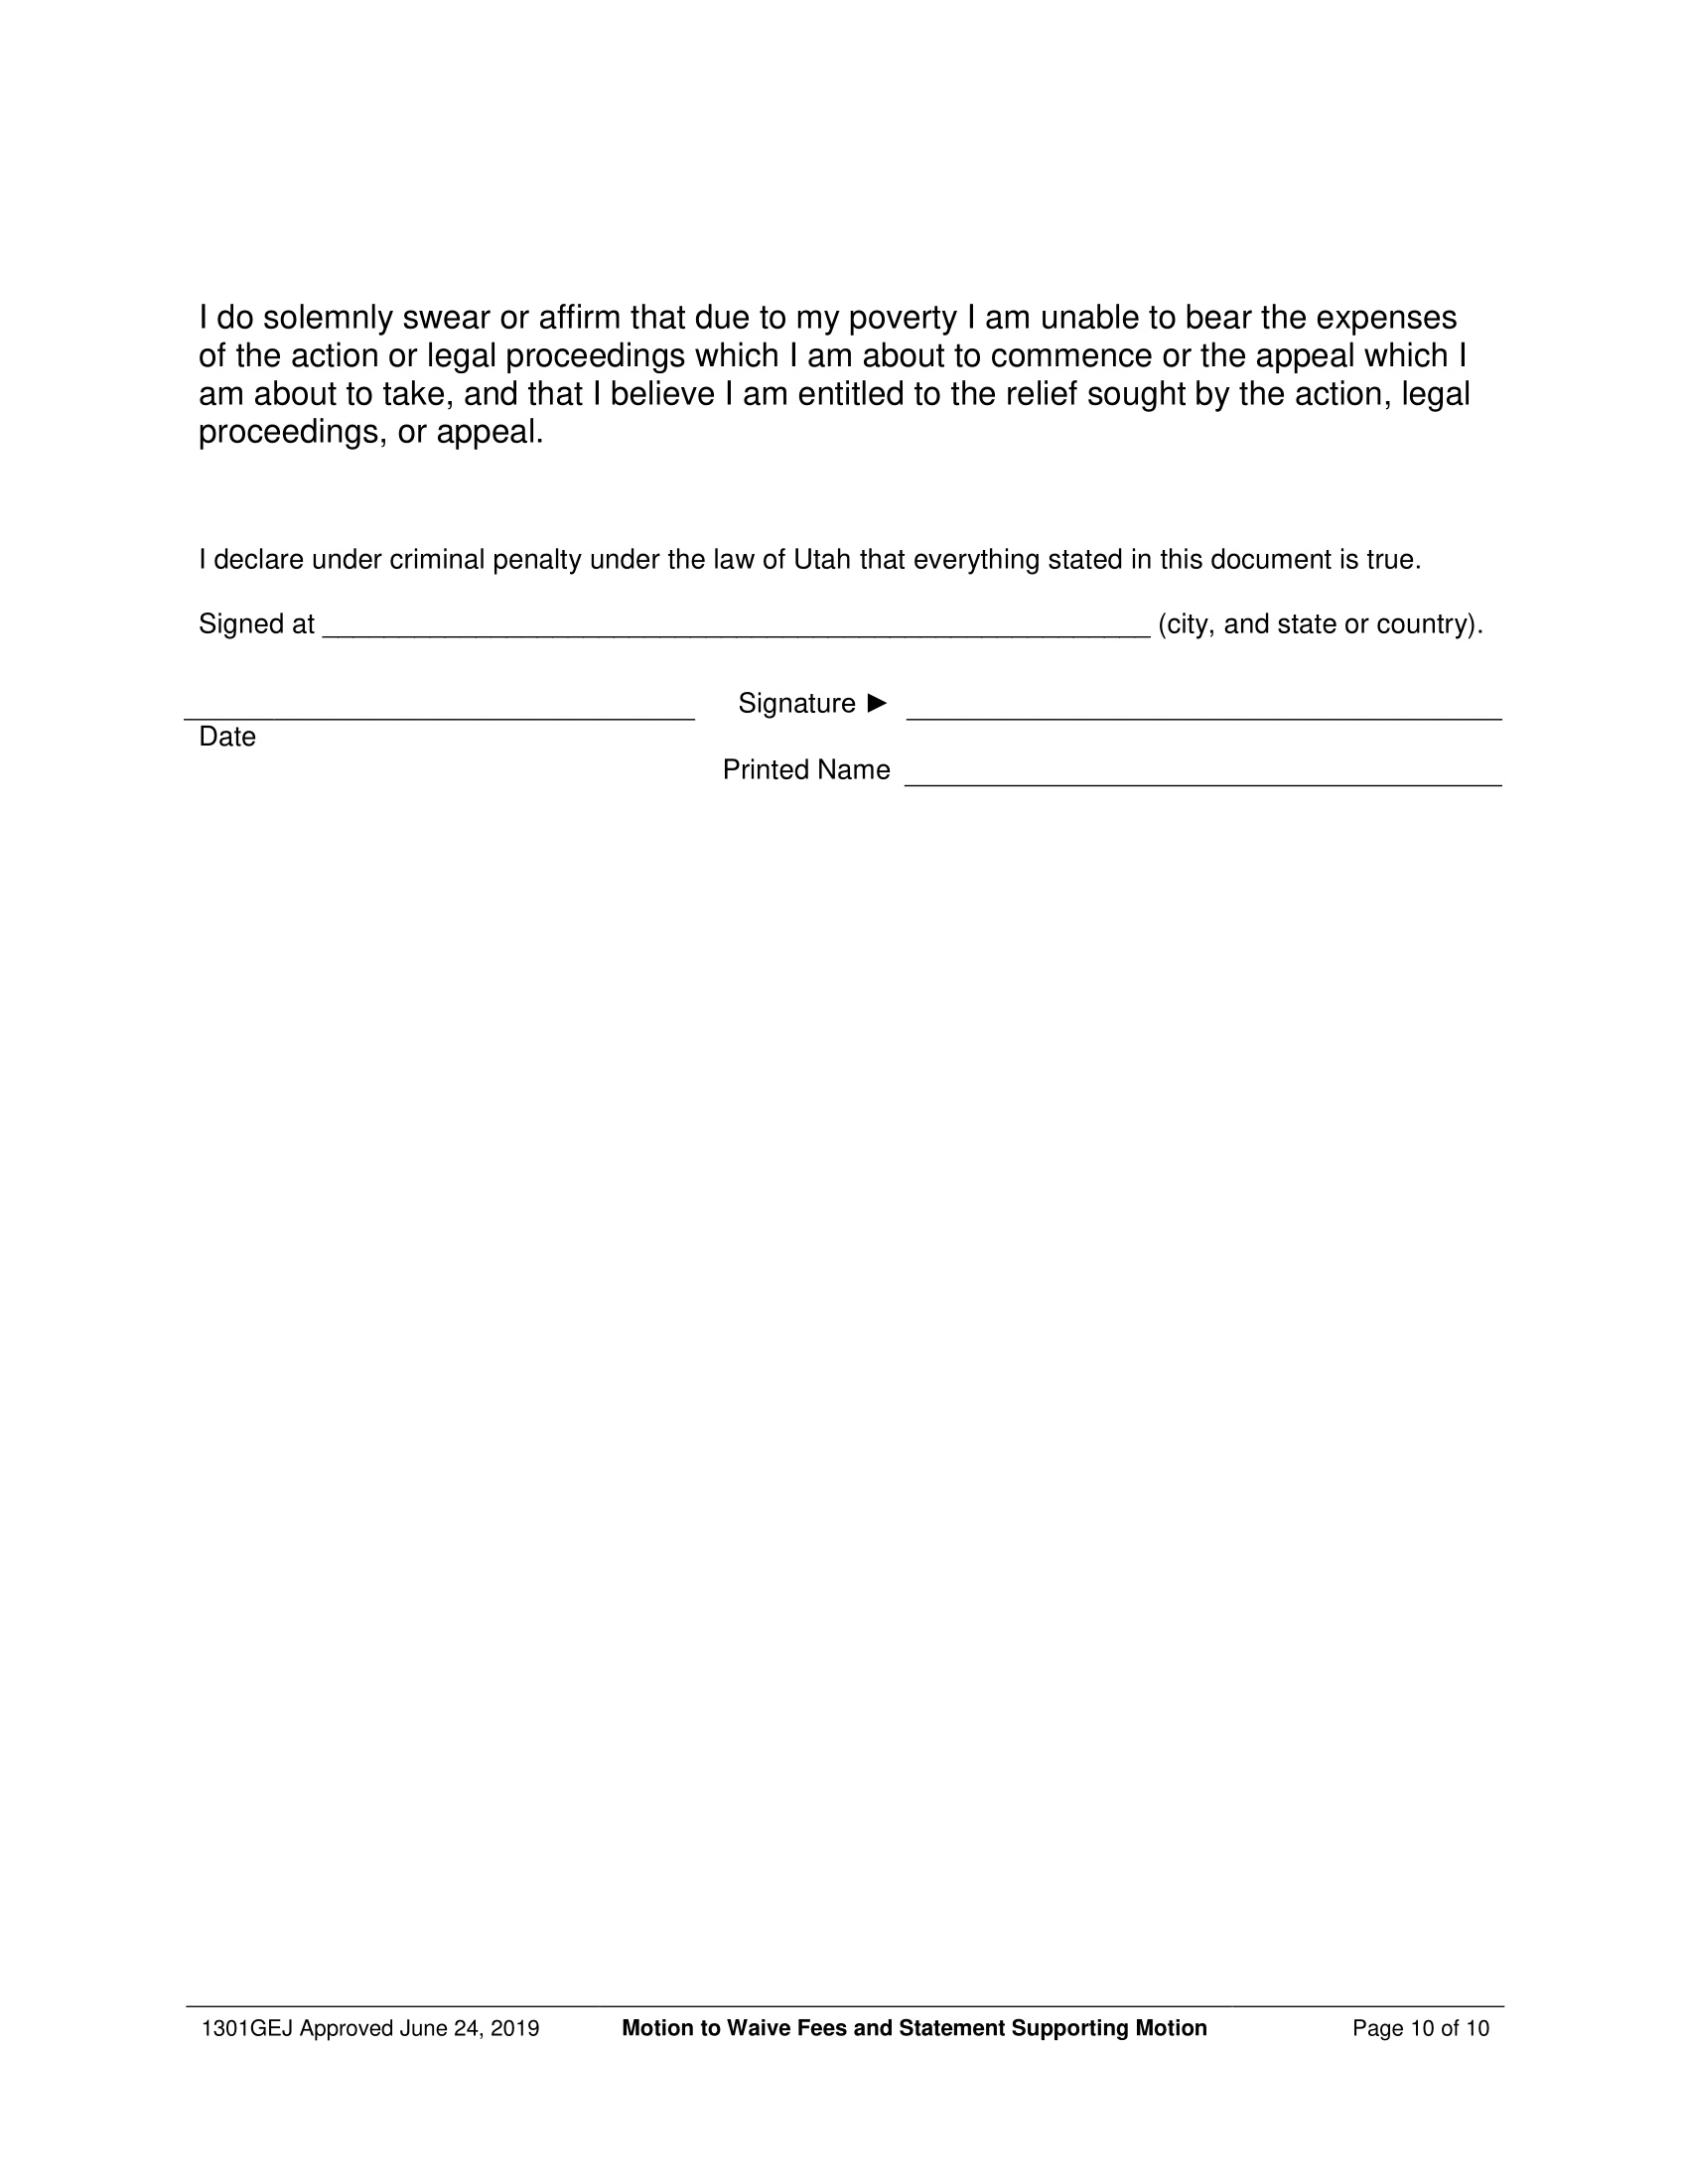 I do solemnly swear or affirm that due to my poverty I am unable to bear the expenses
of the action or legal proceedings which I am about to commence or the appeal which I
am about to take, and that I believe I am entitled to the relief sought by the action, legal
proceedings, or appeal.
I declare under criminal penalty under the law of Utah that everything stated in this document is true.
Signed at ______________________________________________________ (city, and state or country).
Signature ►
Date
Printed Name
1301GEJ Approved June 24, 2019 Motion to Waive Fees and Statement Supporting Motion Page 10 of 10